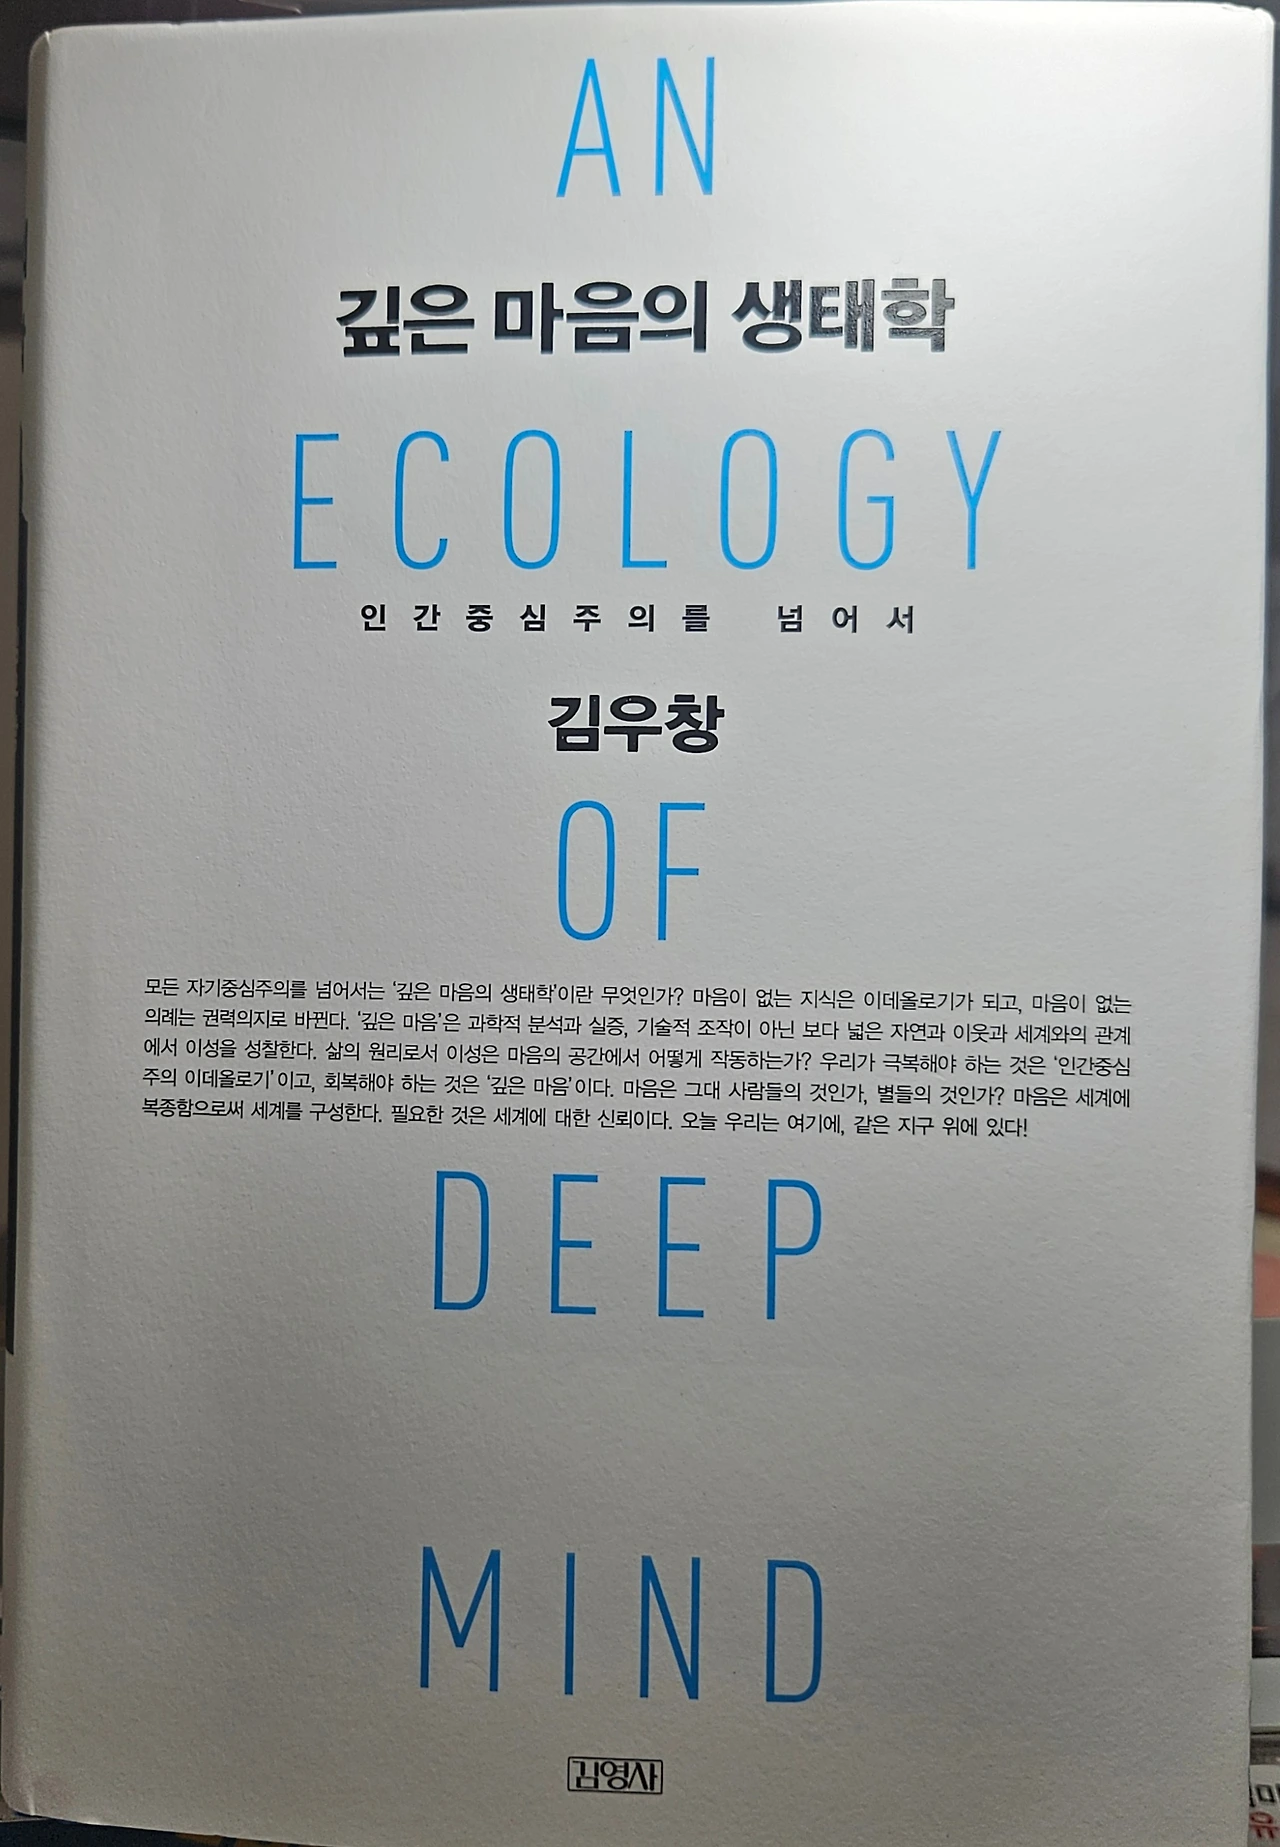 AN
깊은 마음의 생태학
ECOLOGY
인간중심주의를 넘어서
김우창
OF
모든 자기중심주의를 넘어서는 ‘깊은 마음의 생태학’이란 무엇인가? 마음이 없는 지식은 이데올로기가 되고, 마음이 없는
의례는 권력의지로 바뀐다. ‘깊은 마음’은 과학적 분석과 실증, 기술적 조작이 아닌 보다 넓은 자연과 이웃과 세계와의 관계
에서 이성을 성찰한다. 삶의 원리로서 이성은 마음의 공간에서 어떻게 작동하는가? 우리가 극복해야 하는 것은 ‘인간중심
주의 이데올로기’이고, 회복해야 하는 것은 ‘깊은 마음’이다. 마음은 그대 사람들의 것인가, 별들의 것인가? 마음은 세계에
복종함으로써 세계를 구성한다. 필요한 것은 세계에 대한 신뢰이다. 오늘 우리는 여기에, 같은 지구 위에 있다!
DEEP
MIND
김영사